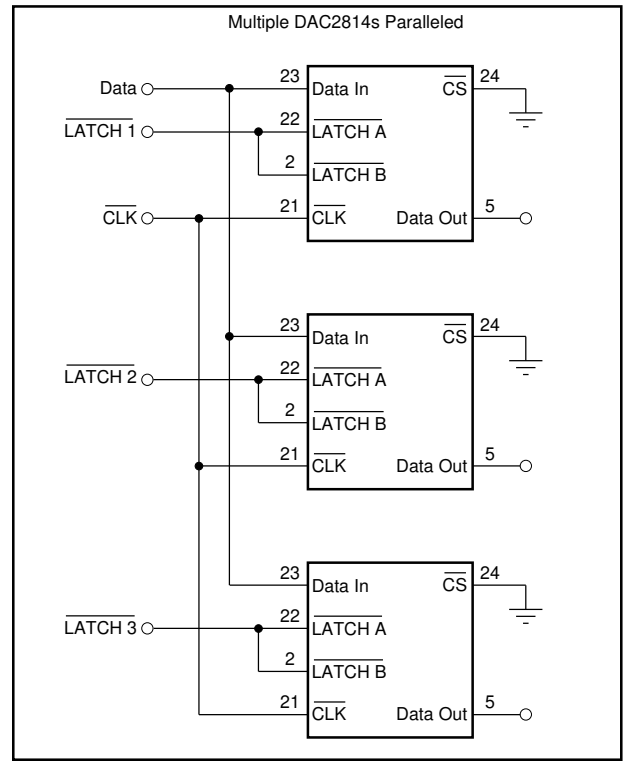 Multiple DAC2814s Paralleled
Data
23
Data In
CS
24
LATCH 1
22
LATCH A
2
LATCH B
CLK
21
CLK
Data Out
5
23
Data In
CS
24
LATCH 2
22
LATCH A
2
LATCH B
21
CLK
Data Out
5
23
Data In
CS
24
LATCH 3
22
LATCH A
2
LATCH B
21
CLK
Data Out
5